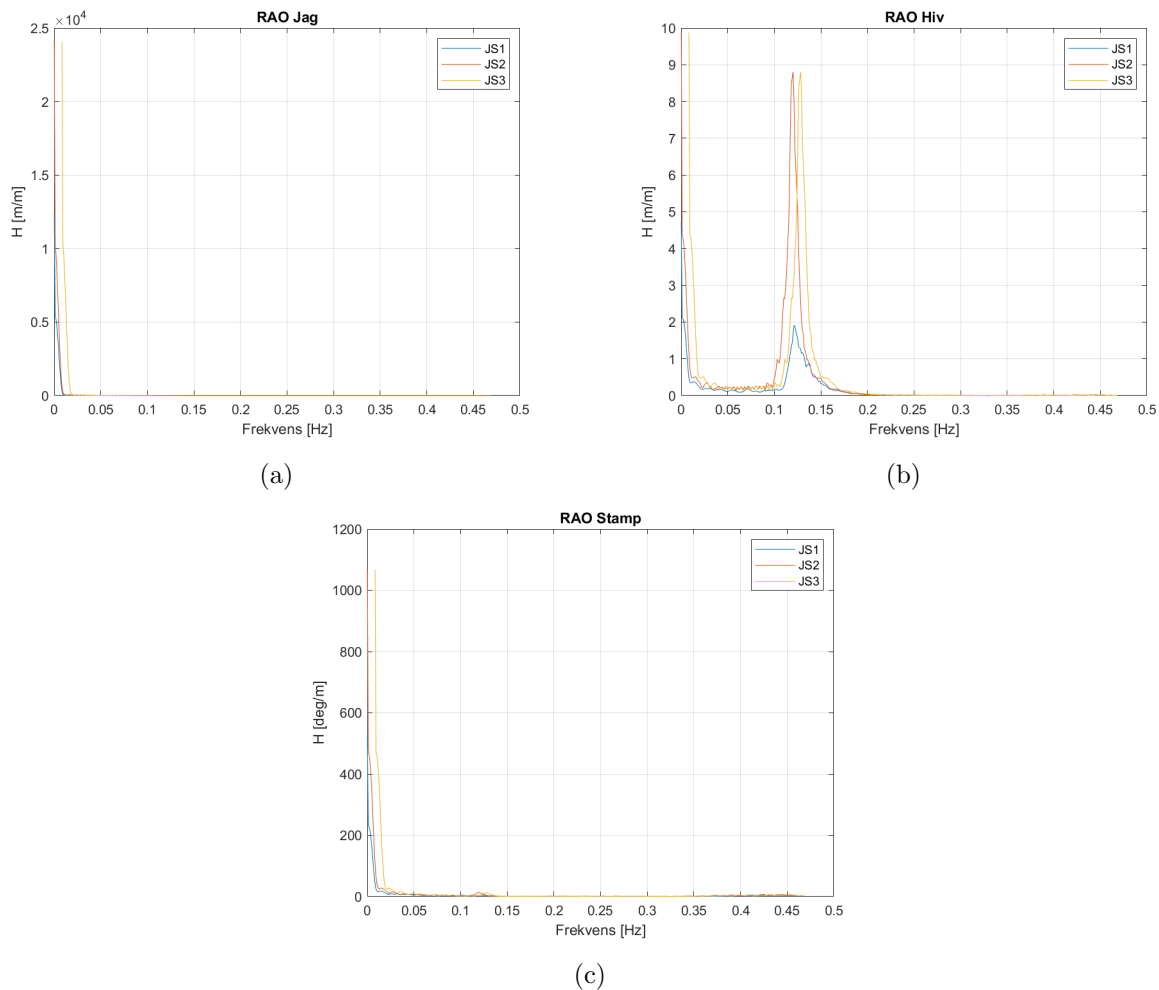 RAO Jag
×10⁴
2.5
2
1.5
1
0.5
0
H [m/m]
0 0.05 0.1 0.15 0.2 0.25 0.3 0.35 0.4 0.45 0.5
Frekvens [Hz]
JS1
JS2
JS3
(a)
RAO Hiv
10
9
8
7
6
5
4
3
2
1
0
H [m/m]
0 0.05 0.1 0.15 0.2 0.25 0.3 0.35 0.4 0.45 0.5
Frekvens [Hz]
JS1
JS2
JS3
(b)
RAO Stamp
1200
1000
800
600
400
200
0
H [deg/m]
0 0.05 0.1 0.15 0.2 0.25 0.3 0.35 0.4 0.45 0.5
Frekvens [Hz]
JS1
JS2
JS3
(c)